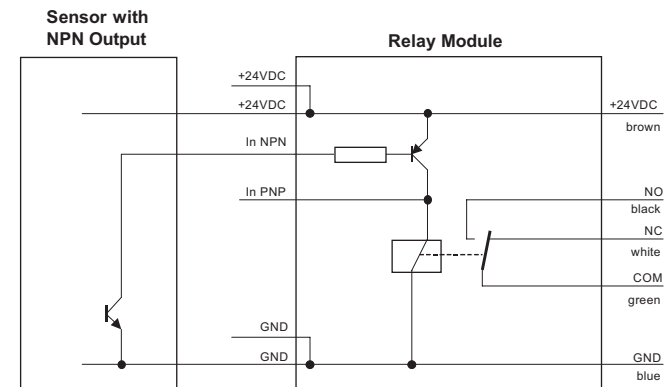 Sensor with
NPN Output
Relay Module
+24VDC
+24VDC
+24VDC
brown
In NPN
In PNP
NO
black
NC
white
COM
green
GND
GND
GND
blue